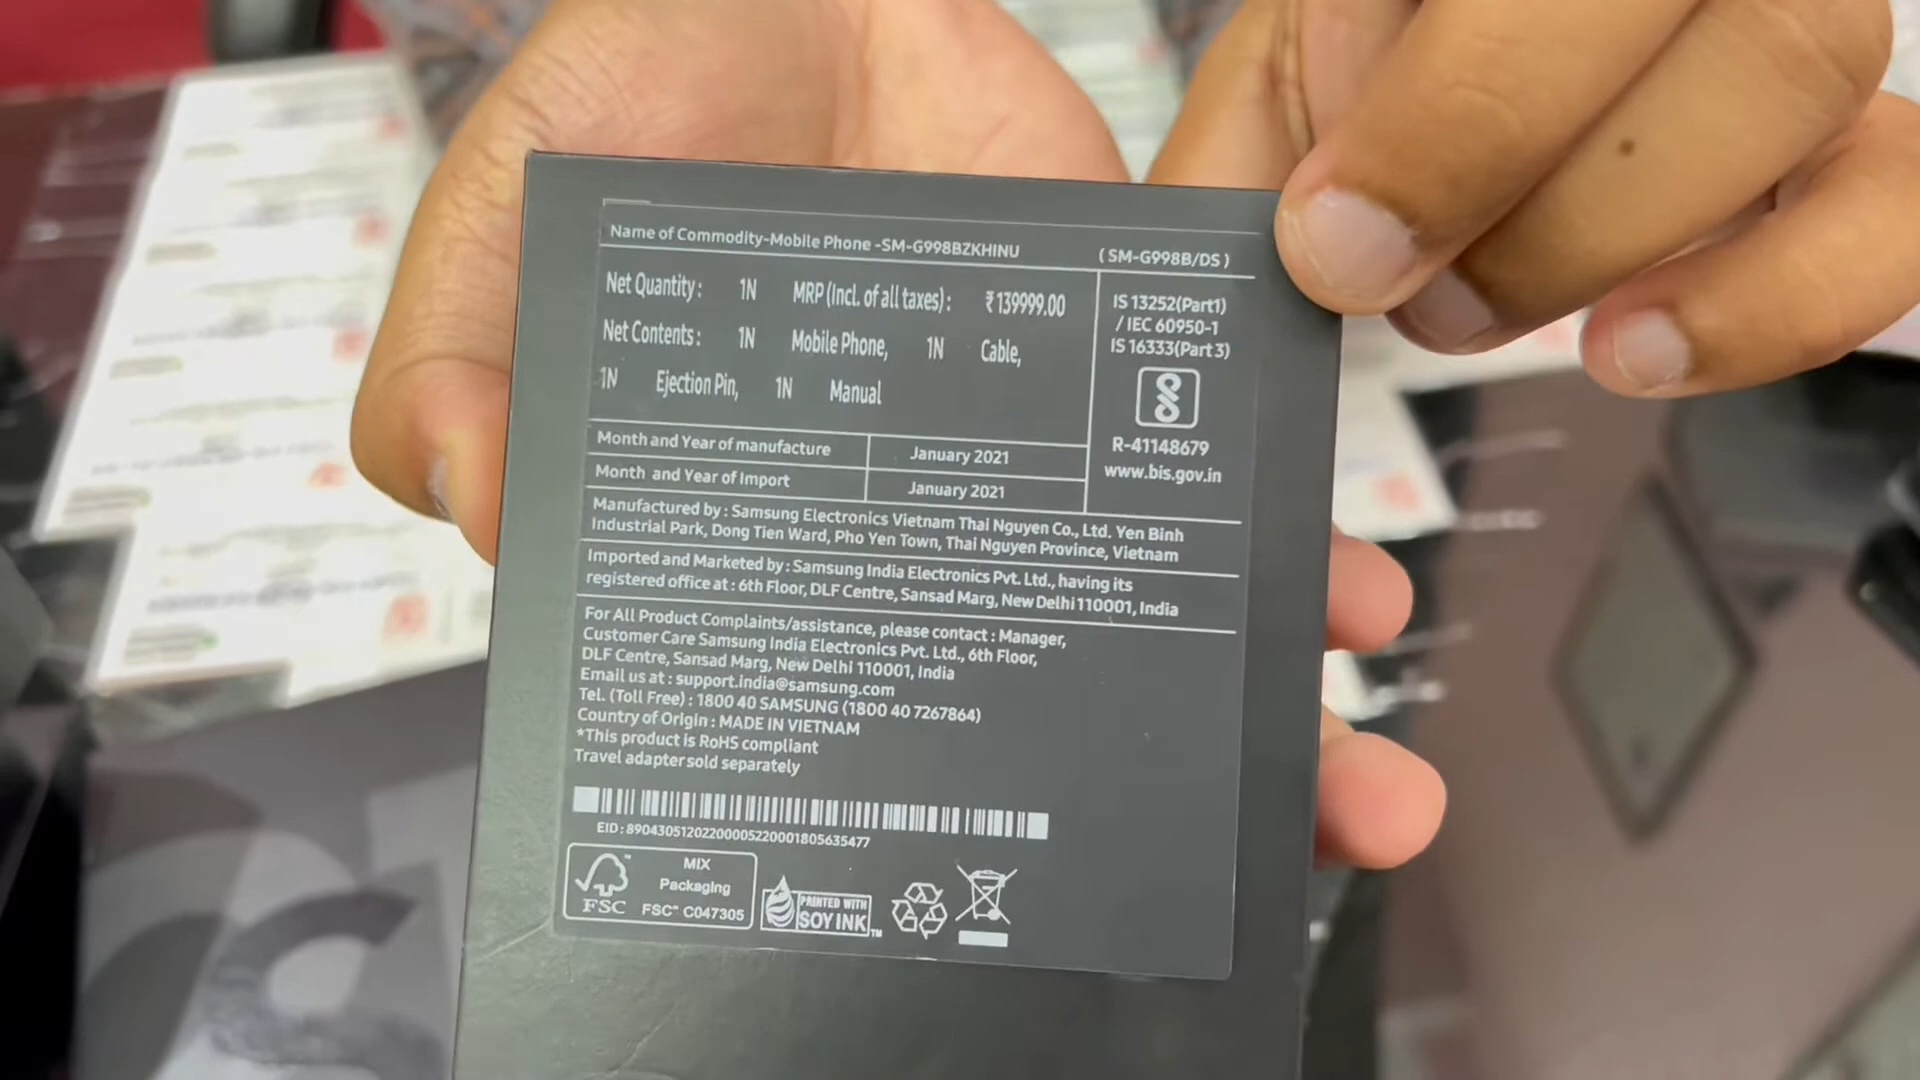 Name of Commodity-Mobile Phone -SM-G998BZKHINU (SM-G998B/DS)
Net Quantity: 1N MRP (Incl. of all taxes): ₹139999.00
Net Contents: 1N Mobile Phone, 1N Cable,
1N Ejection Pin, 1N Manual
IS 13252(Part1)
/ IEC 60950-1
IS 16333(Part 3)
R-41148679
www.bis.gov.in
Month and Year of manufacture January 2021
Month and Year of Import January 2021
Manufactured by : Samsung Electronics Vietnam Thai Nguyen Co., Ltd. Yen Binh
Industrial Park, Dong Tien Ward, Pho Yen Town, Thai Nguyen Province, Vietnam
Imported and Marketed by : Samsung India Electronics Pvt. Ltd., having its
registered office at : 6th Floor, DLF Centre, Sansad Marg, New Delhi 110001, India
For All Product Complaints/assistance, please contact : Manager,
Customer Care Samsung India Electronics Pvt. Ltd., 6th Floor,
DLF Centre, Sansad Marg, New Delhi 110001, India
Email us at : support.india@samsung.com
Tel. (Toll Free) : 1800 40 SAMSUNG (1800 40 7267864)
Country of Origin : MADE IN VIETNAM
*This product is RoHS compliant
Travel adapter sold separately
EID : 89043051202200005220001805635477
FSC
MIX
Packaging
FSC™ C047305
PRINTED WITH
SOY INK™